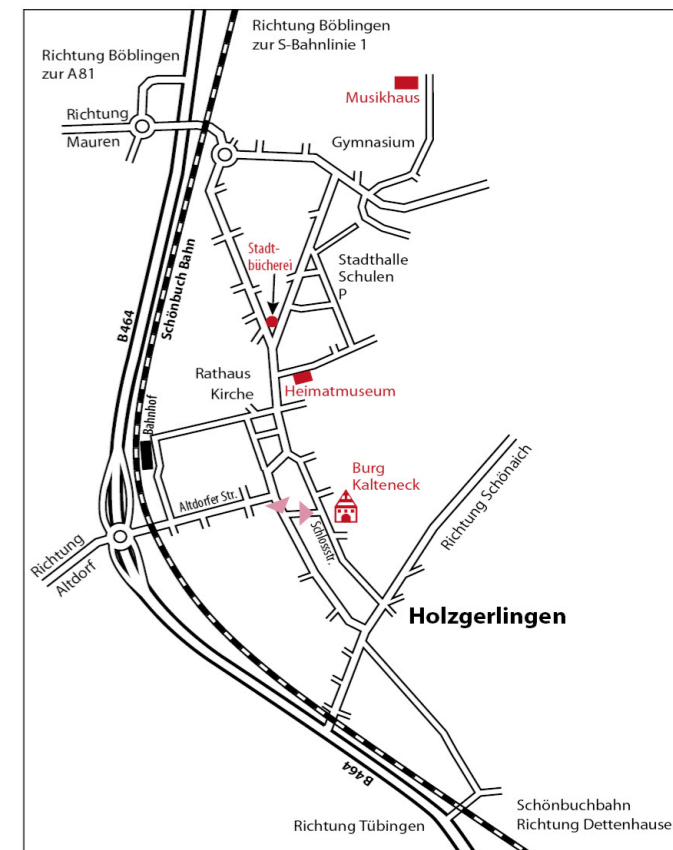 Richtung Böblingen
zur S-Bahnlinie 1
Richtung Böblingen
zur A81
Musikhaus
Richtung
Mauren
Gymnasium
Stadt-
bücherei
Stadthalle
Schulen
P
Schönbuch Bahn
B464
Rathaus
Kirche
Heimatmuseum
Bahnhof
Burg
Kalteneck
Richtung Schönaich
Altdorfer Str.
Schlossstr.
Richtung
Altdorf
Holzgerlingen
B464
Schönbuchbahn
Richtung Dettenhause
Richtung Tübingen